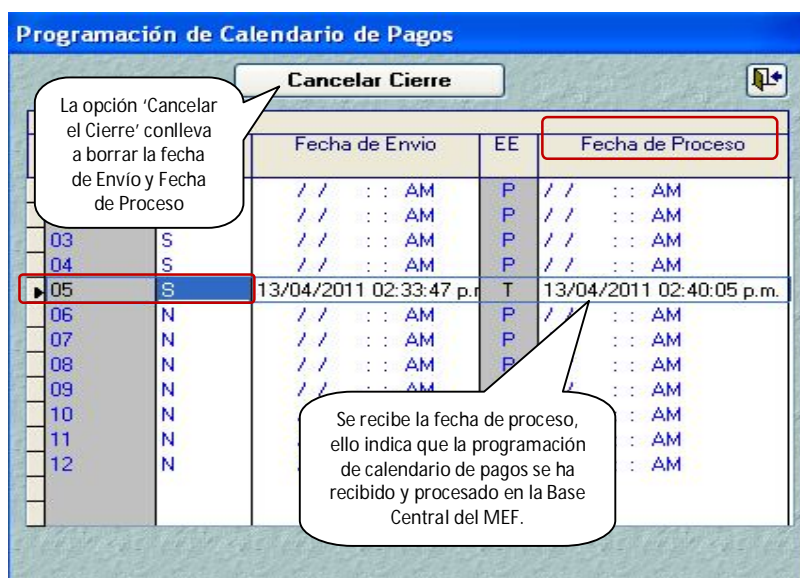 Programación de Calendario de Pagos
Cancelar Cierre
La opción 'Cancelar
el Cierre' conlleva
a borrar la fecha
de Envío y Fecha
de Proceso
Fecha de Envio EE Fecha de Proceso
/ / : : AM P / / : : AM
/ / : : AM P / / : : AM
03 S / / : : AM P / / : : AM
04 S / / : : AM P / / : : AM
05 S 13/04/2011 02:33:47 p.r T 13/04/2011 02:40:05 p.m.
06 N / / : : AM P / / : : AM
07 N / / : : AM P / / : : AM
08 N / / : : AM P / / : : AM
09 N / / : : AM / : : AM
10 N : AM
11 N : AM
12 N : AM
Se recibe la fecha de proceso,
ello indica que la programación
de calendario de pagos se ha
recibido y procesado en la Base
Central del MEF.